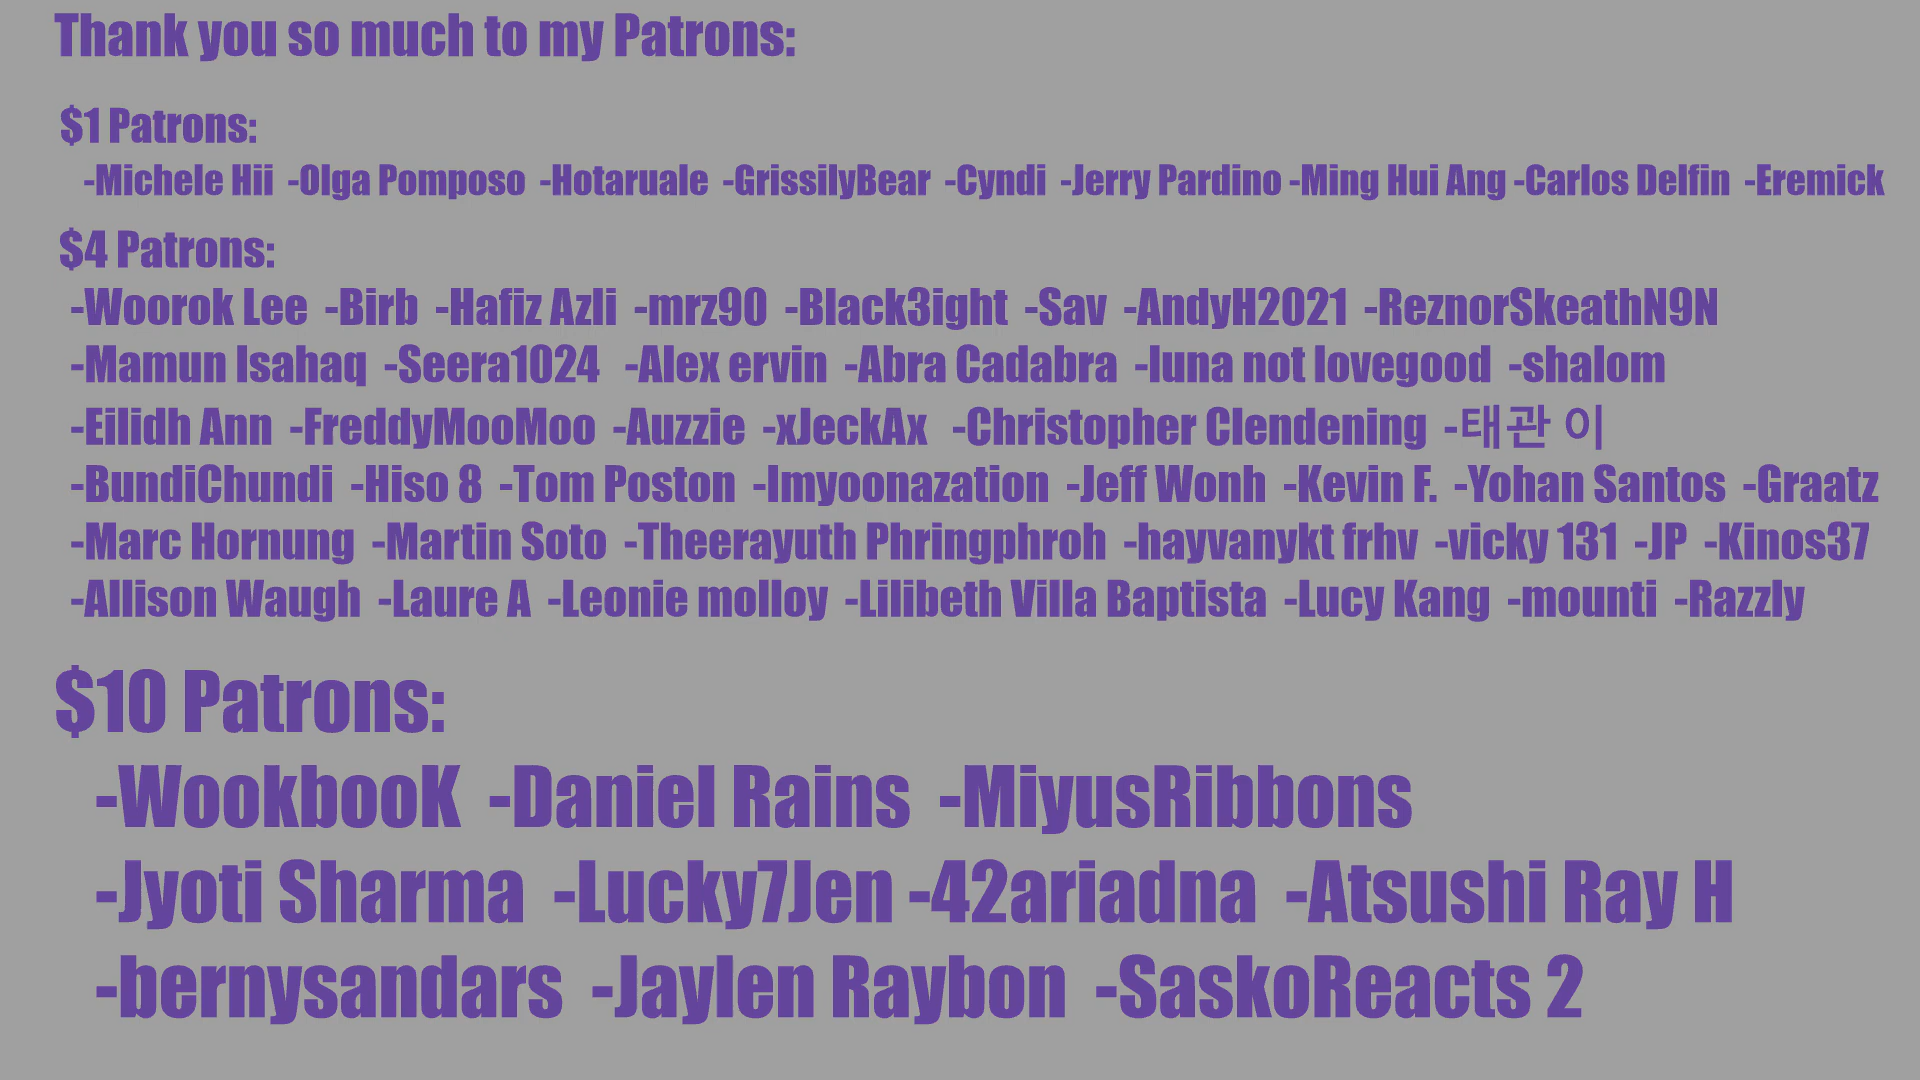 Thank you so much to my Patrons:
$1 Patrons:
-Michele Hii -Olga Pomposo -Hotaruale -GrissilyBear -Cyndi -Jerry Pardino -Ming Hui Ang -Carlos Delfin -Eremick
$4 Patrons:
-Woorok Lee -Birb -Hafiz Azli -mrz90 -Black3ight -Sav -AndyH2021 -ReznorSkeathN9N
-Mamun Isahaq -Seera1024 -Alex ervin -Abra Cadabra -luna not lovegood -shalom
-Eilidh Ann -FreddyMooMoo -Auzzie -xJeckAx -Christopher Clendening -태관 이
-BundiChundi -Hiso 8 -Tom Poston -Imyoonazation -Jeff Wonh -Kevin F. -Yohan Santos -Graatz
-Marc Hornung -Martin Soto -Theerayuth Phringphroh -hayvanykt frhv -vicky 131 -JP -Kinos37
-Allison Waugh -Laure A -Leonie molloy -Lilibeth Villa Baptista -Lucy Kang -mounti -Razzly
$10 Patrons:
-WookbooK -Daniel Rains -MiyusRibbons
-Jyoti Sharma -Lucky7Jen -42ariadna -Atsushi Ray H
-bernysandars -Jaylen Raybon -SaskoReacts 2